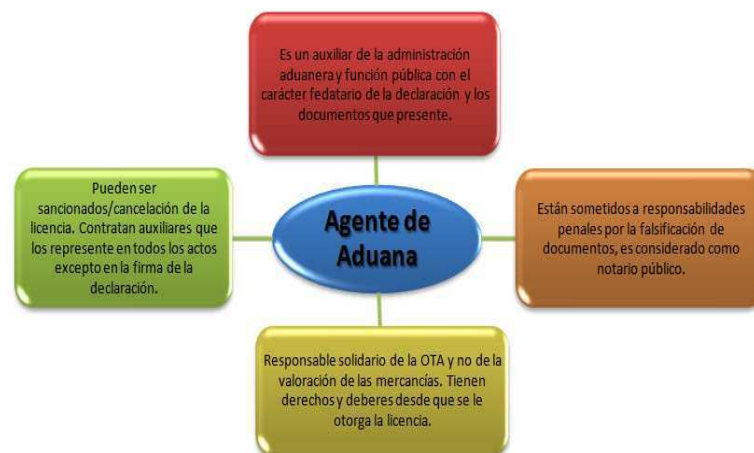 Es un auxiliar de la administración
aduanera y función pública con el
carácter fedatario de la declaración y los
documentos que presente.
Pueden ser
sancionados/cancelación de la
licencia. Contratan auxiliares que
los represente en todos los actos
excepto en la firma de la
declaración.
Agente de
Aduana
Están sometidos a responsabilidades
penales por la falsificación de
documentos, es considerado como
notario público.
Responsable solidario de la OTA y no de la
valoración de las mercancías. Tienen
derechos y deberes desde que se le
otorga la licencia.